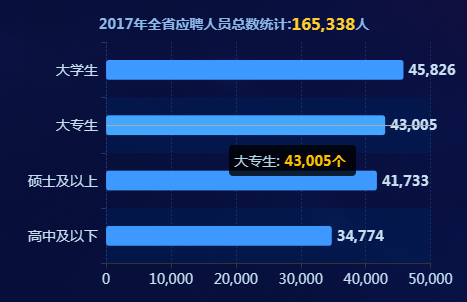 2017年全省应聘人员总数统计:165,338人
大学生 45,826
大专生 43,005
大专生: 43,005个
硕士及以上 41,733
高中及以下 34,774
0 10,000 20,000 30,000 40,000 50,000